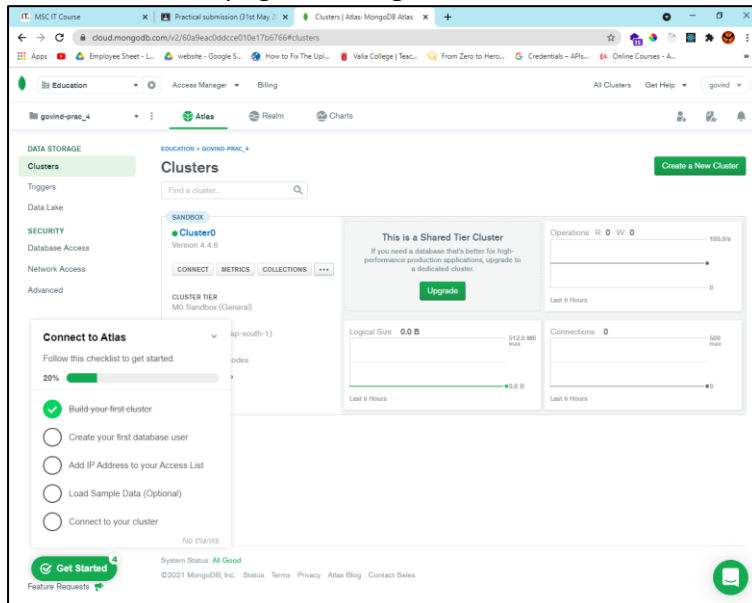 MSC IT Course
Practical submission (31st May 2
Clusters | Atlas: MongoDB Atlas
cloud.mongodb.com/v2/60a9eac0ddcce010e17b6766#clusters
Apps
Employee Sheet - L...
website - Google S...
How to Fix The Upl...
Valia College | Teac...
From Zero to Hero...
Credentials – APIs...
Online Courses - A...
Education
Access Manager
Billing
All Clusters
Get Help
govind
govind-prac_4
Atlas
Realm
Charts
DATA STORAGE
Clusters
Triggers
Data Lake
SECURITY
Database Access
Network Access
Advanced
EDUCATION > GOVIND-PRAC_4
Clusters
Create a New Cluster
Find a cluster...
SANDBOX
Cluster0
Version 4.4.6
CONNECT
METRICS
COLLECTIONS
CLUSTER TIER
M0 Sandbox (General)
ap-south-1)
odes
This is a Shared Tier Cluster
If you need a database that's better for high-
performance production applications, upgrade to
a dedicated cluster.
Upgrade
Operations R: 0 W: 0
100.0/s
0
Last 6 Hours
Logical Size 0.0 B
512.0 MB
max
0.0 B
Last 6 Hours
Connections 0
500
max
0
Last 6 Hours
Connect to Atlas
Follow this checklist to get started.
20%
Build your first cluster
Create your first database user
Add IP Address to your Access List
Load Sample Data (Optional)
Connect to your cluster
No thanks
Get Started
4
Feature Requests
System Status: All Good
©2021 MongoDB, Inc. Status Terms Privacy Atlas Blog Contact Sales